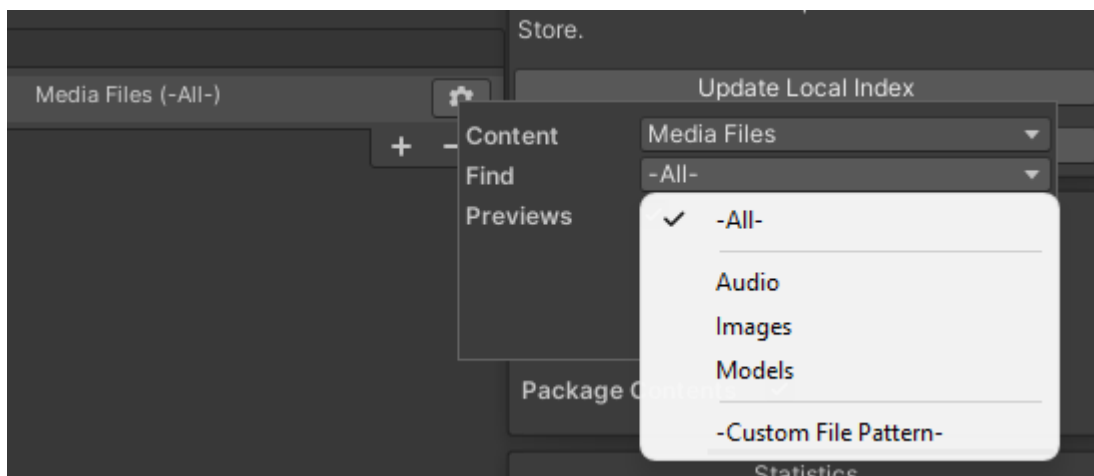 Store.
Update Local Index
Media Files (-All-)
Content
Media Files
Find
-All-
Previews
-All-
Audio
Images
Models
-Custom File Pattern-
Package
Statistics